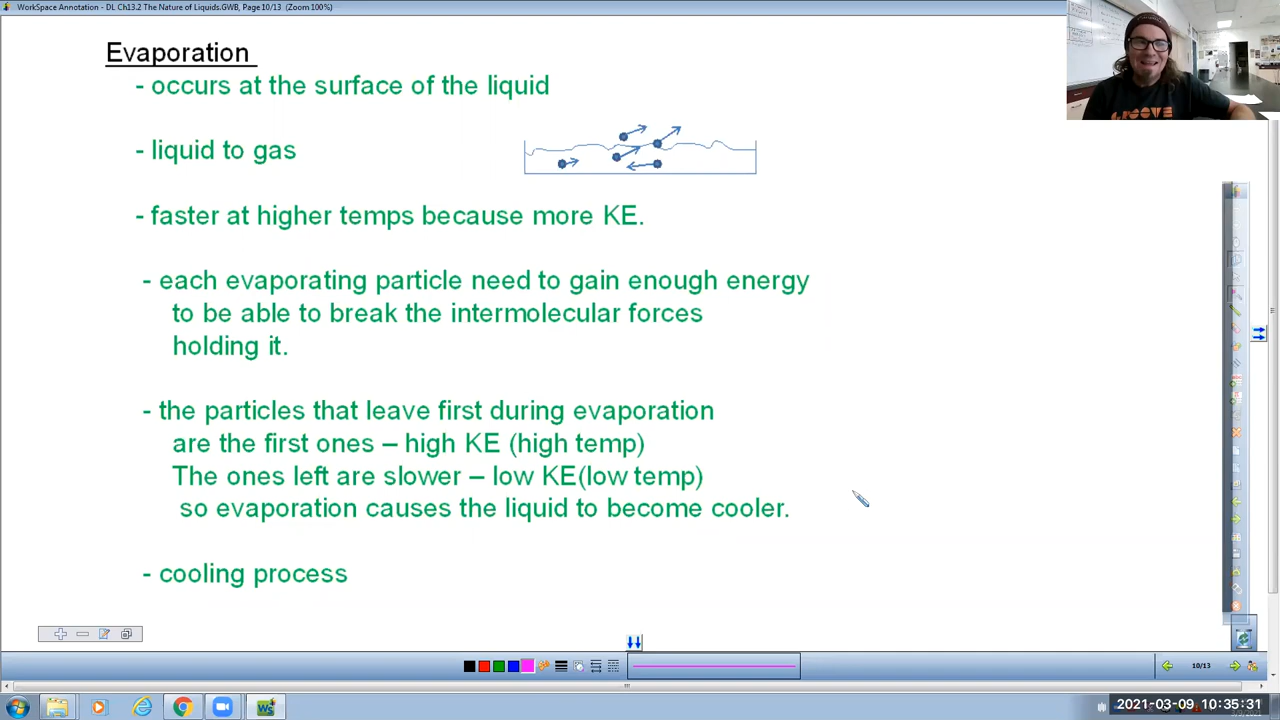 WorkSpace Annotation - DL Ch13.2 The Nature of Liquids.GWB, Page 10/13 (Zoom 100%)
Evaporation
- occurs at the surface of the liquid
- liquid to gas
- faster at higher temps because more KE.
- each evaporating particle need to gain enough energy
to be able to break the intermolecular forces
holding it.
- the particles that leave first during evaporation
are the first ones – high KE (high temp)
The ones left are slower – low KE(low temp)
so evaporation causes the liquid to become cooler.
- cooling process
GROOVE
10/13
2021-03-09 10:35:31